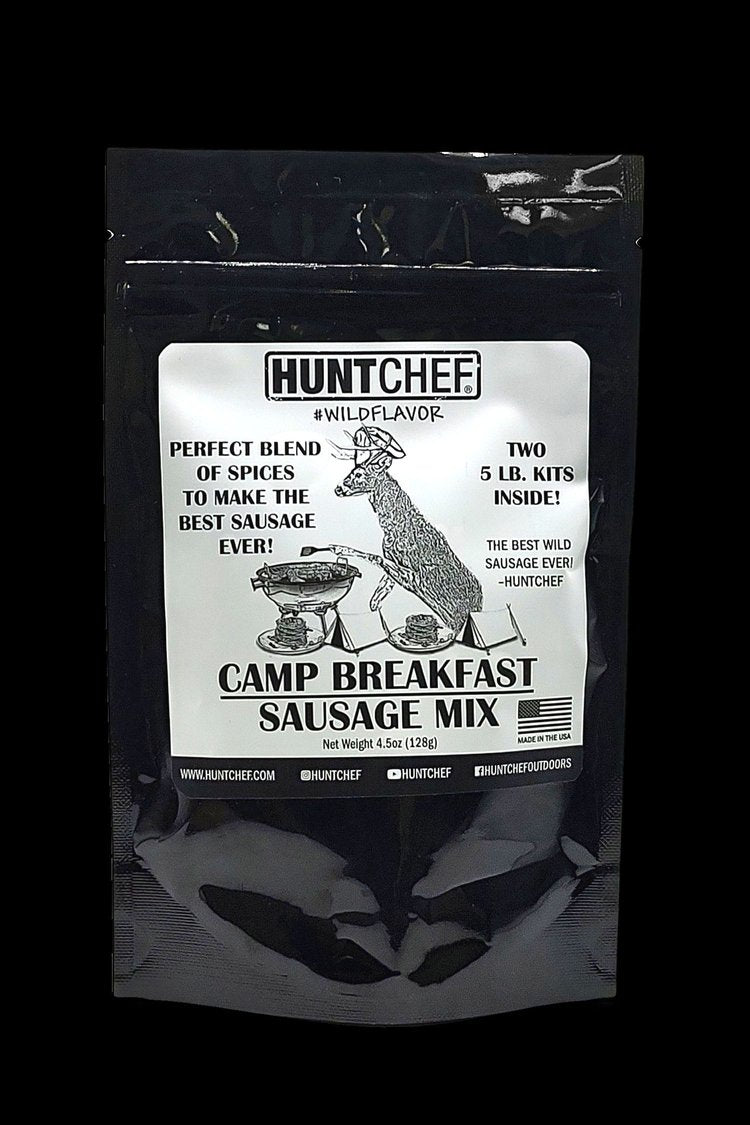 HUNTCHEF®
#WILDFLAVOR
PERFECT BLEND
OF SPICES
TO MAKE THE
BEST SAUSAGE
EVER!
TWO
5 LB. KITS
INSIDE!
THE BEST WILD
SAUSAGE EVER!
-HUNTCHEF
CAMP BREAKFAST
SAUSAGE MIX
MADE IN THE USA
Net Weight 4.5oz (128g)
WWW.HUNTCHEF.COM HUNTCHEF HUNTCHEF HUNTCHEFOUTDOORS